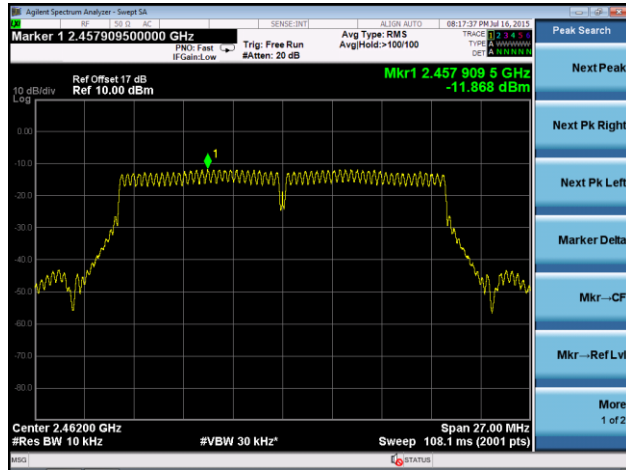 Agilent Spectrum Analyzer - Swept SA
RF 50 Ω AC SENSE:INT ALIGN AUTO 08:17:37 PM Jul 16, 2015
Marker 1 2.457909500000 GHz
PNO: Fast
IFGain:Low
Trig: Free Run
#Atten: 20 dB
Avg Type: RMS
Avg|Hold:>100/100
TRACE 1 2 3 4 5 6
TYPE A WWWWW
DET A NNNNN
Peak Search
Mkr1 2.457 909 5 GHz
-11.868 dBm
Ref Offset 17 dB
10 dB/div Ref 10.00 dBm
Log
0.00
-10.0
-20.0
-30.0
-40.0
-50.0
-60.0
-70.0
-80.0
1
Next Peak
Next Pk Right
Next Pk Left
Marker Delta
Mkr→CF
Mkr→Ref Lvl
More
1 of 2
Center 2.46200 GHz Span 27.00 MHz
#Res BW 10 kHz #VBW 30 kHz* Sweep 108.1 ms (2001 pts)
MSG STATUS